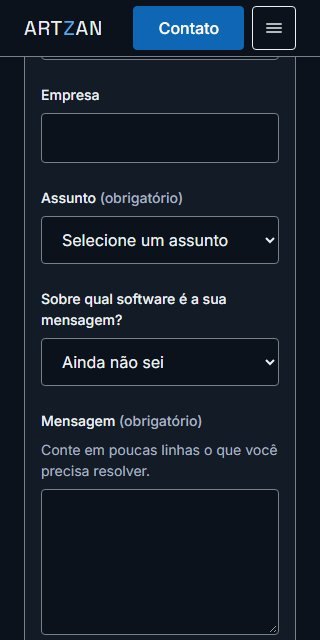 ARTZAN
Contato
Empresa
Assunto (obrigatório)
Selecione um assunto
Sobre qual software é a sua
mensagem?
Ainda não sei
Mensagem (obrigatório)
Conte em poucas linhas o que você
precisa resolver.